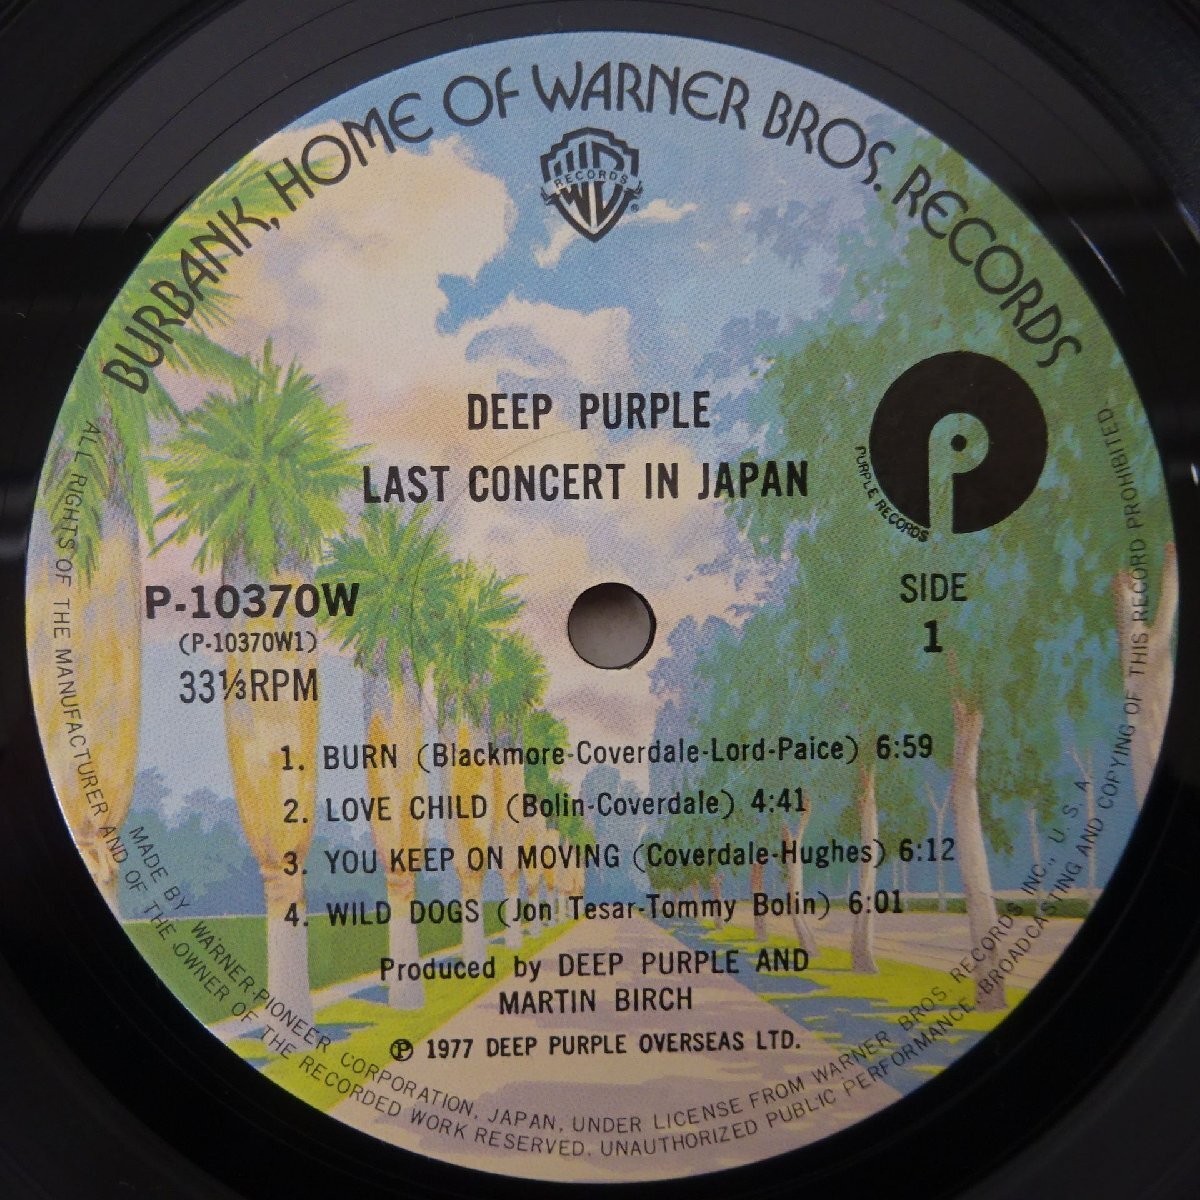 BURBANK, HOME OF WARNER BROS. RECORDS
WB
RECORDS
®
DEEP PURPLE
LAST CONCERT IN JAPAN
P
PURPLE RECORDS
P-10370W
(P-10370W1)
33⅓RPM
SIDE
1
1. BURN (Blackmore-Coverdale-Lord-Paice) 6:59
2. LOVE CHILD (Bolin-Coverdale) 4:41
3. YOU KEEP ON MOVING (Coverdale-Hughes) 6:12
4. WILD DOGS (Jon Tesar-Tommy Bolin) 6:01
Produced by DEEP PURPLE AND
MARTIN BIRCH
℗ 1977 DEEP PURPLE OVERSEAS LTD.
MADE BY WARNER-PIONEER CORPORATION, JAPAN, UNDER LICENSE FROM WARNER BROS. RECORDS INC., U. S. A.
ALL RIGHTS OF THE MANUFACTURER AND OF THE OWNER OF THE RECORDED WORK RESERVED. UNAUTHORIZED PUBLIC PERFORMANCE, BROADCASTING AND COPYING OF THIS RECORD PROHIBITED.